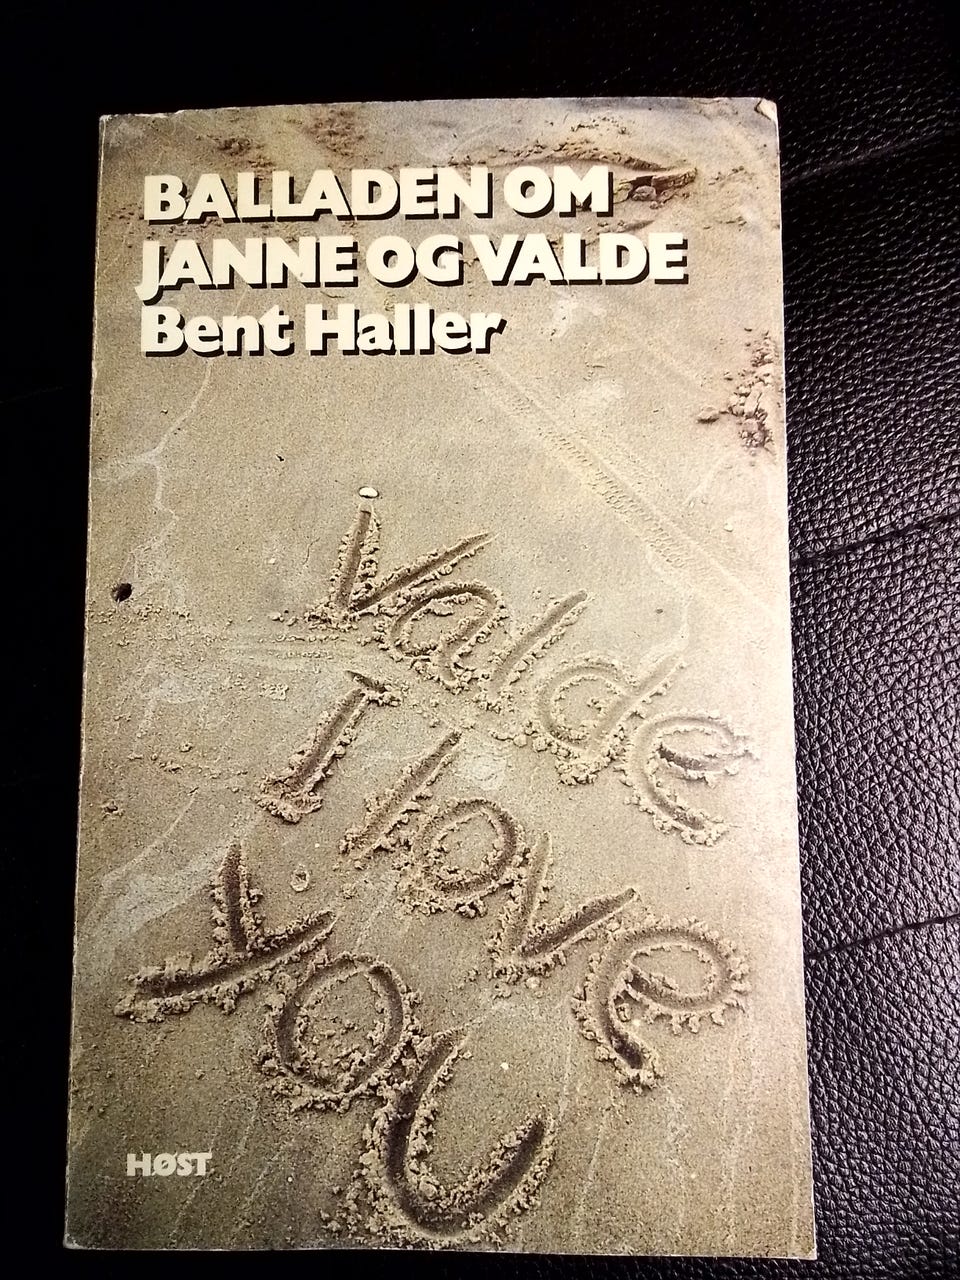 BALLADEN OM
JANNE OG VALDE
Bent Haller
Valde
I love
you
HØST